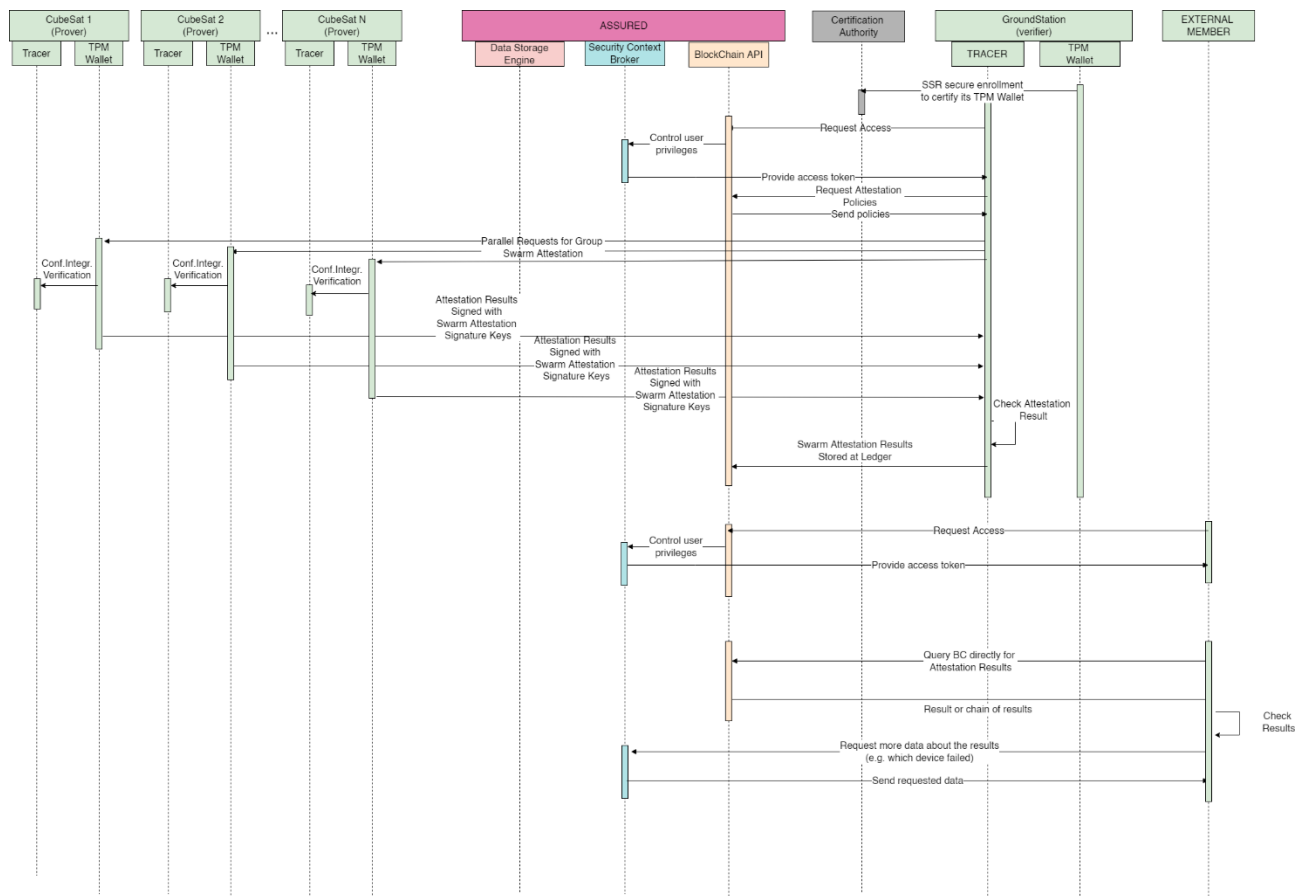 CubeSat 1
(Prover)
Tracer
TPM
Wallet
CubeSat 2
(Prover)
Tracer
TPM
Wallet
...
CubeSat N
(Prover)
Tracer
TPM
Wallet
ASSURED
Data Storage
Engine
Security Context
Broker
BlockChain API
Certification
Authority
GroundStation
(verifier)
TRACER
TPM
Wallet
EXTERNAL
MEMBER
SSR secure enrollment
to certify its TPM Wallet
Request Access
Control user
privileges
Provide access token
Request Attestation
Policies
Send policies
Parallel Requests for Group
Swarm Attestation
Conf.Integr.
Verification
Conf.Integr.
Verification
Conf.Integr.
Verification
Attestation Results
Signed with
Swarm Attestation
Signature Keys
Attestation Results
Signed with
Swarm Attestation
Signature Keys
Attestation Results
Signed with
Swarm Attestation
Signature Keys
Check Attestation
Result
Swarm Attestation Results
Stored at Ledger
Request Access
Control user
privileges
Provide access token
Query BC directly for
Attestation Results
Result or chain of results
Check
Results
Request more data about the results
(e.g. which device failed)
Send requested data